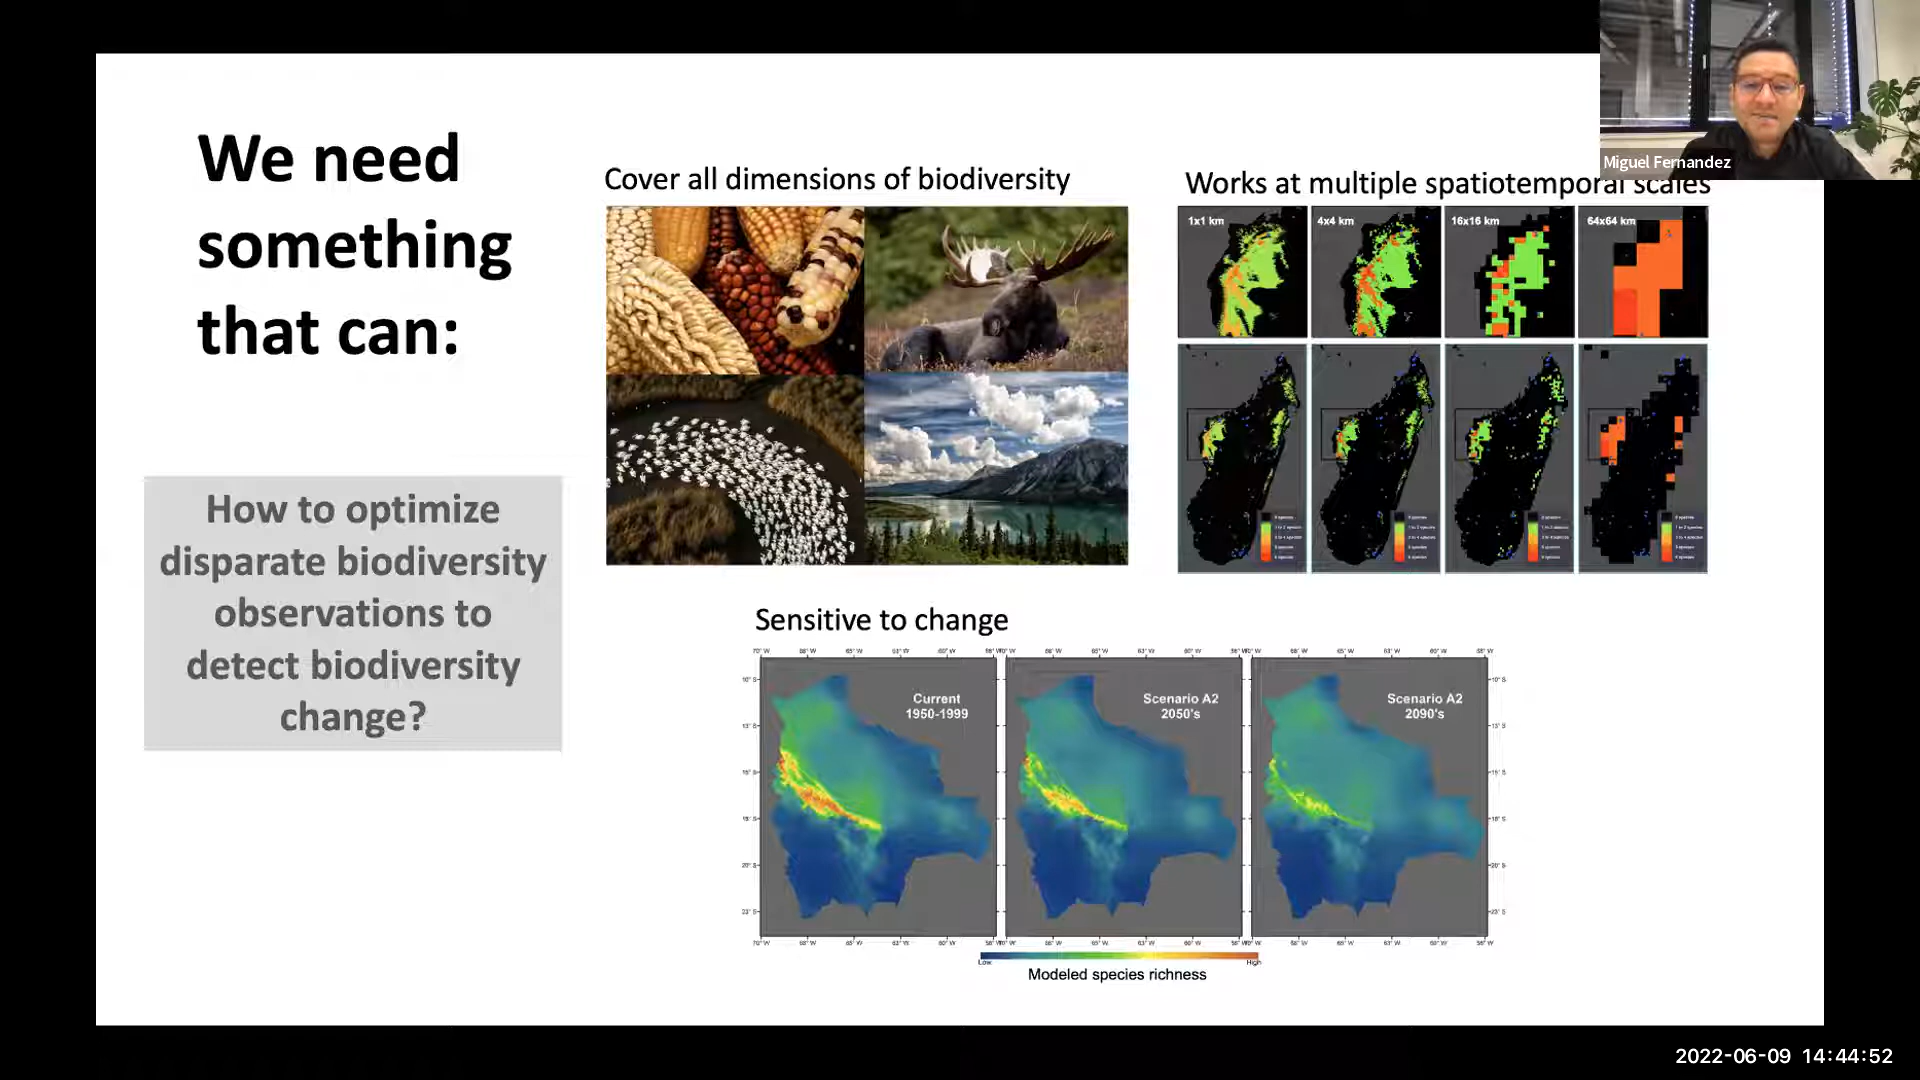 We need
something
that can:
How to optimize
disparate biodiversity
observations to
detect biodiversity
change?
Cover all dimensions of biodiversity
Works at multiple spatiotemporal scales
1x1 km
4x4 km
16x16 km
64x64 km
Miguel Fernandez
Sensitive to change
Current
1950-1999
Scenario A2
2050's
Scenario A2
2090's
Low
High
Modeled species richness
2022-06-09 14:44:52